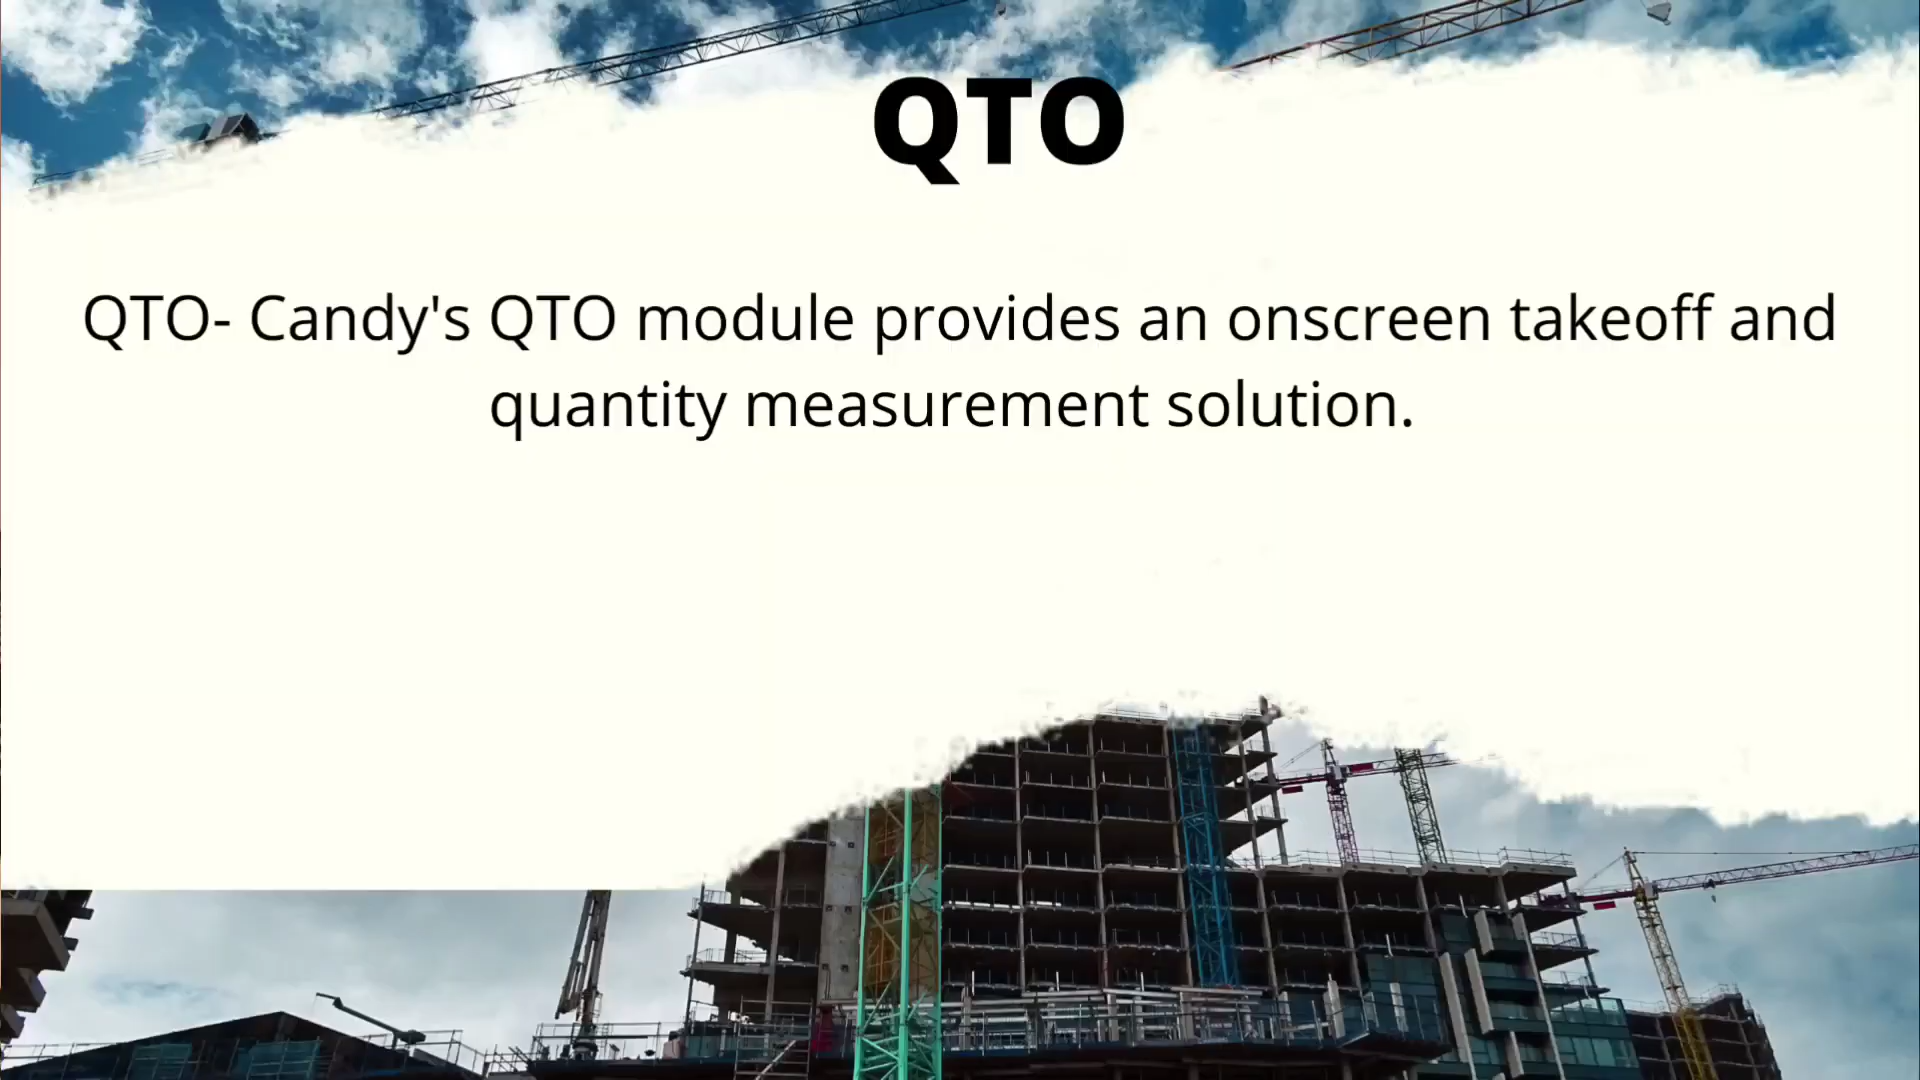 QTO
QTO- Candy's QTO module provides an onscreen takeoff and
quantity measurement solution.